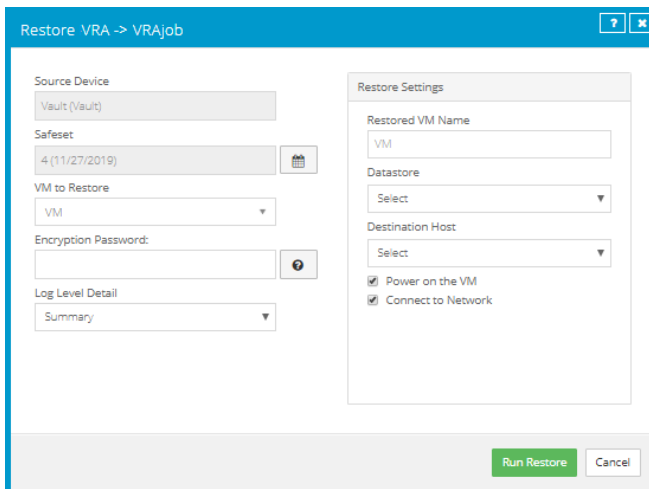 Restore VRA -> VRAjob
?
Source Device
Vault (Vault)
Safeset
4 (11/27/2019)
VM to Restore
VM
Encryption Password:
?
Log Level Detail
Summary
Restore Settings
Restored VM Name
VM
Datastore
Select
Destination Host
Select
Power on the VM
Connect to Network
Run Restore
Cancel